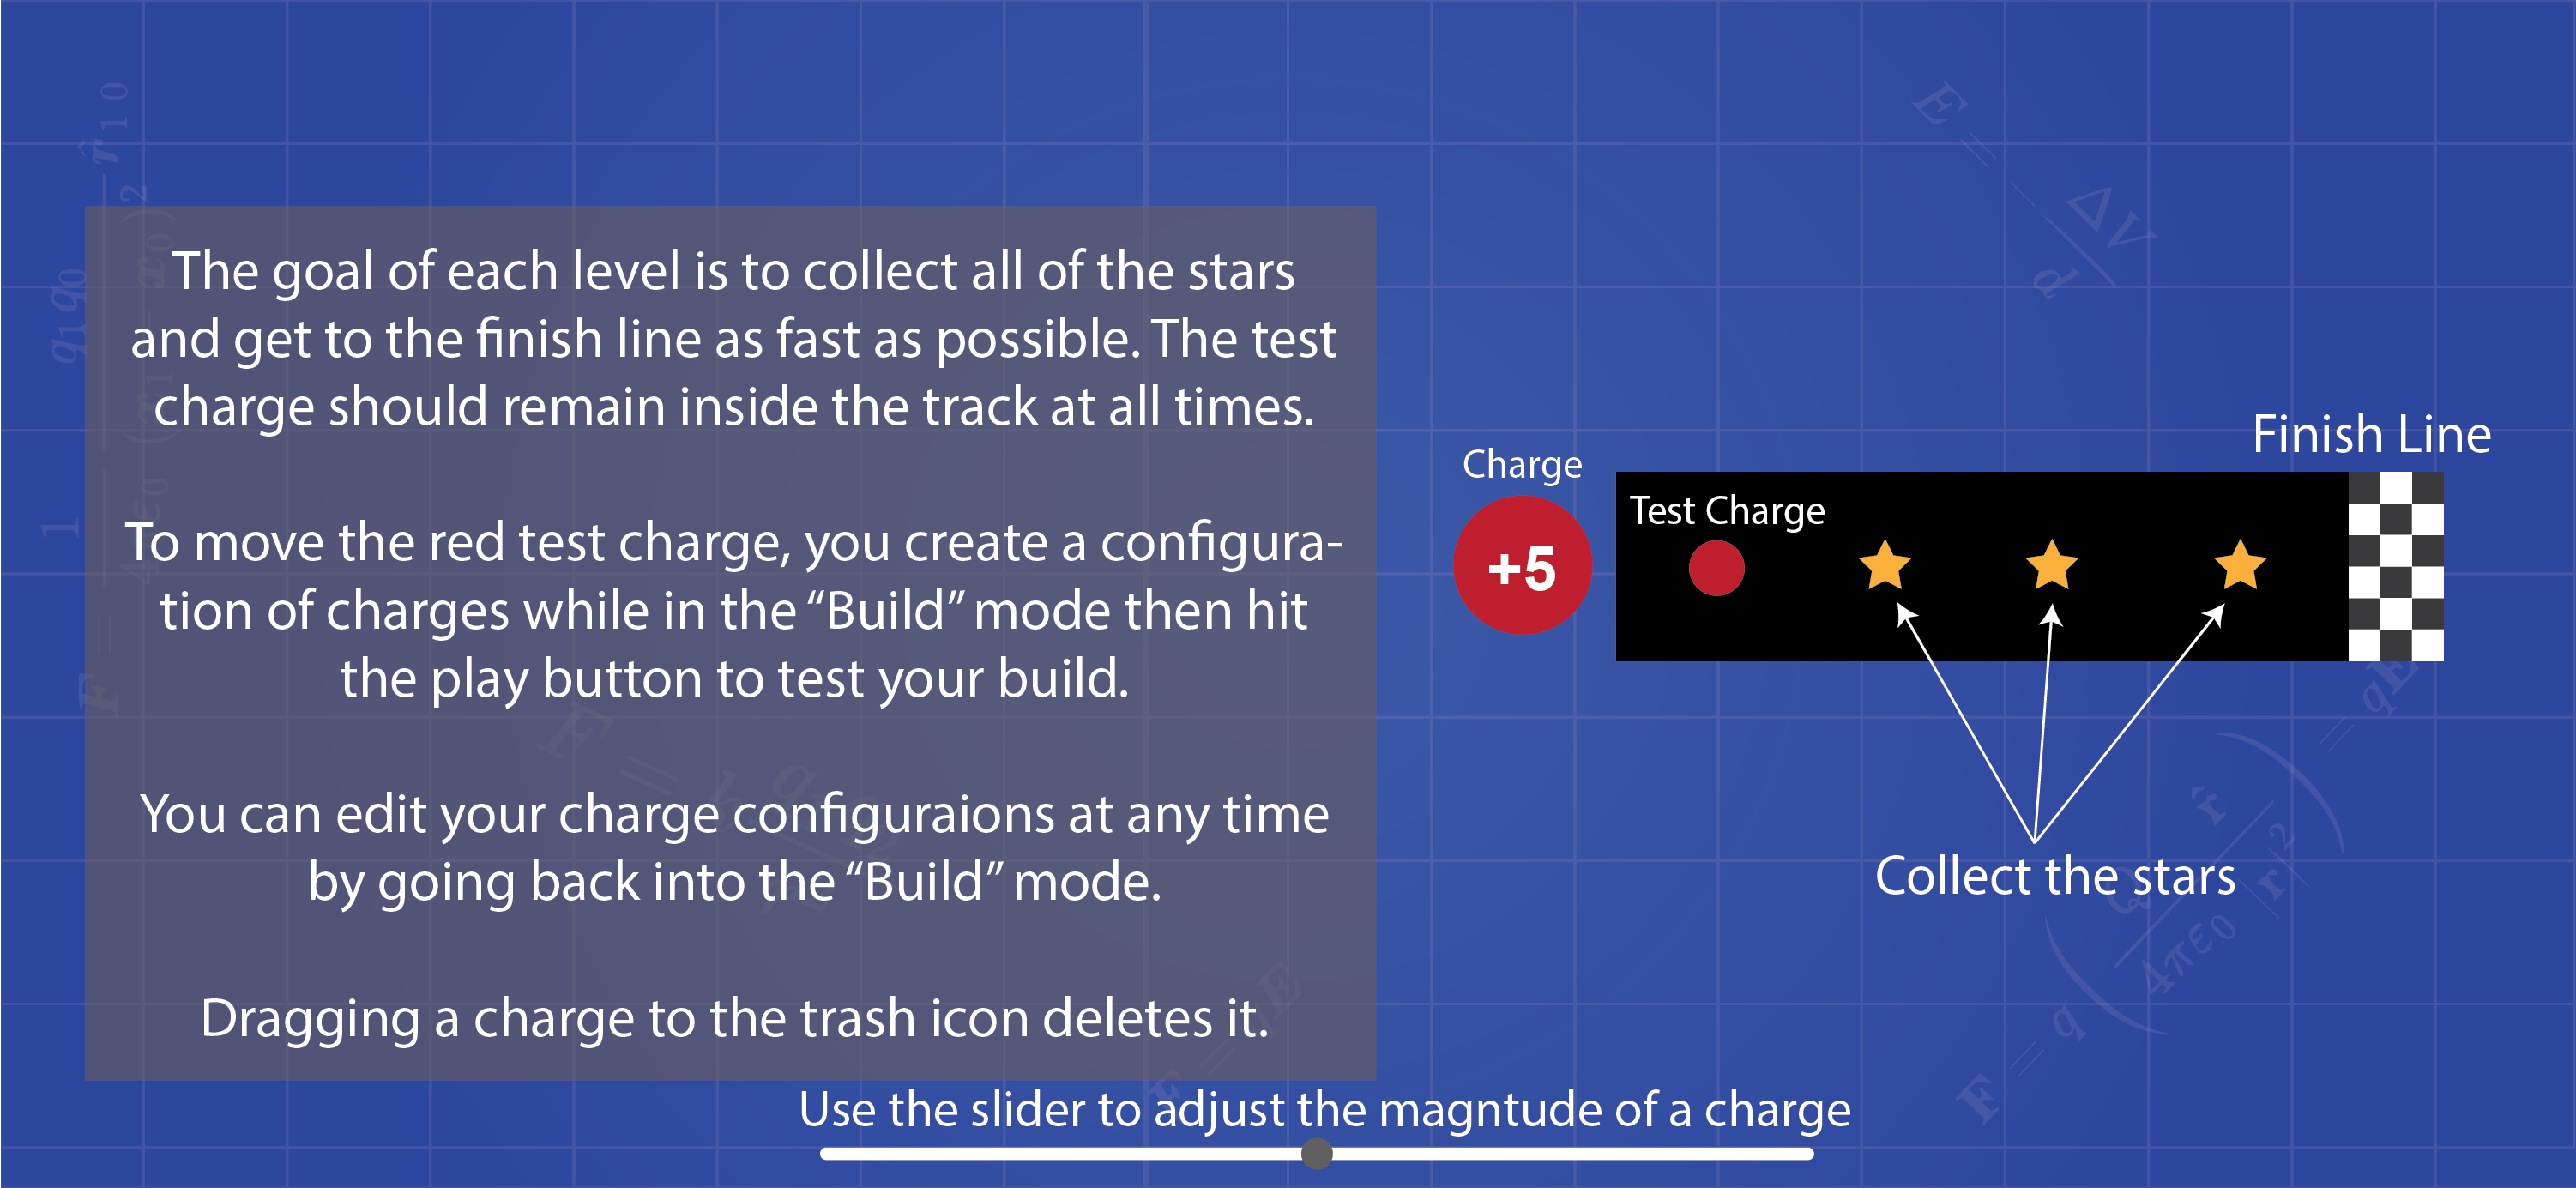 The goal of each level is to collect all of the stars
and get to the finish line as fast as possible. The test
charge should remain inside the track at all times.
To move the red test charge, you create a configura-
tion of charges while in the “Build” mode then hit
the play button to test your build.
You can edit your charge configuraions at any time
by going back into the “Build” mode.
Dragging a charge to the trash icon deletes it.
Finish Line
Charge
Test Charge
+5
Collect the stars
Use the slider to adjust the magntude of a charge
E = ΔV / d